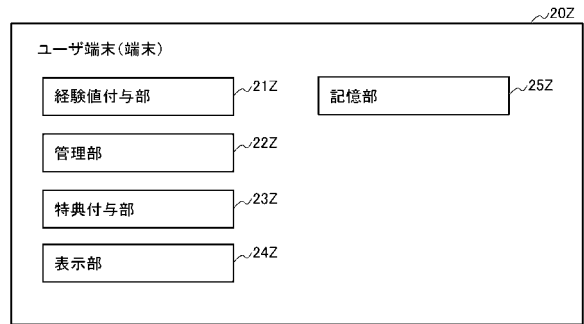 20Z
ユーザ端末(端末)
経験値付与部
21Z
記憶部
25Z
管理部
22Z
特典付与部
23Z
表示部
24Z